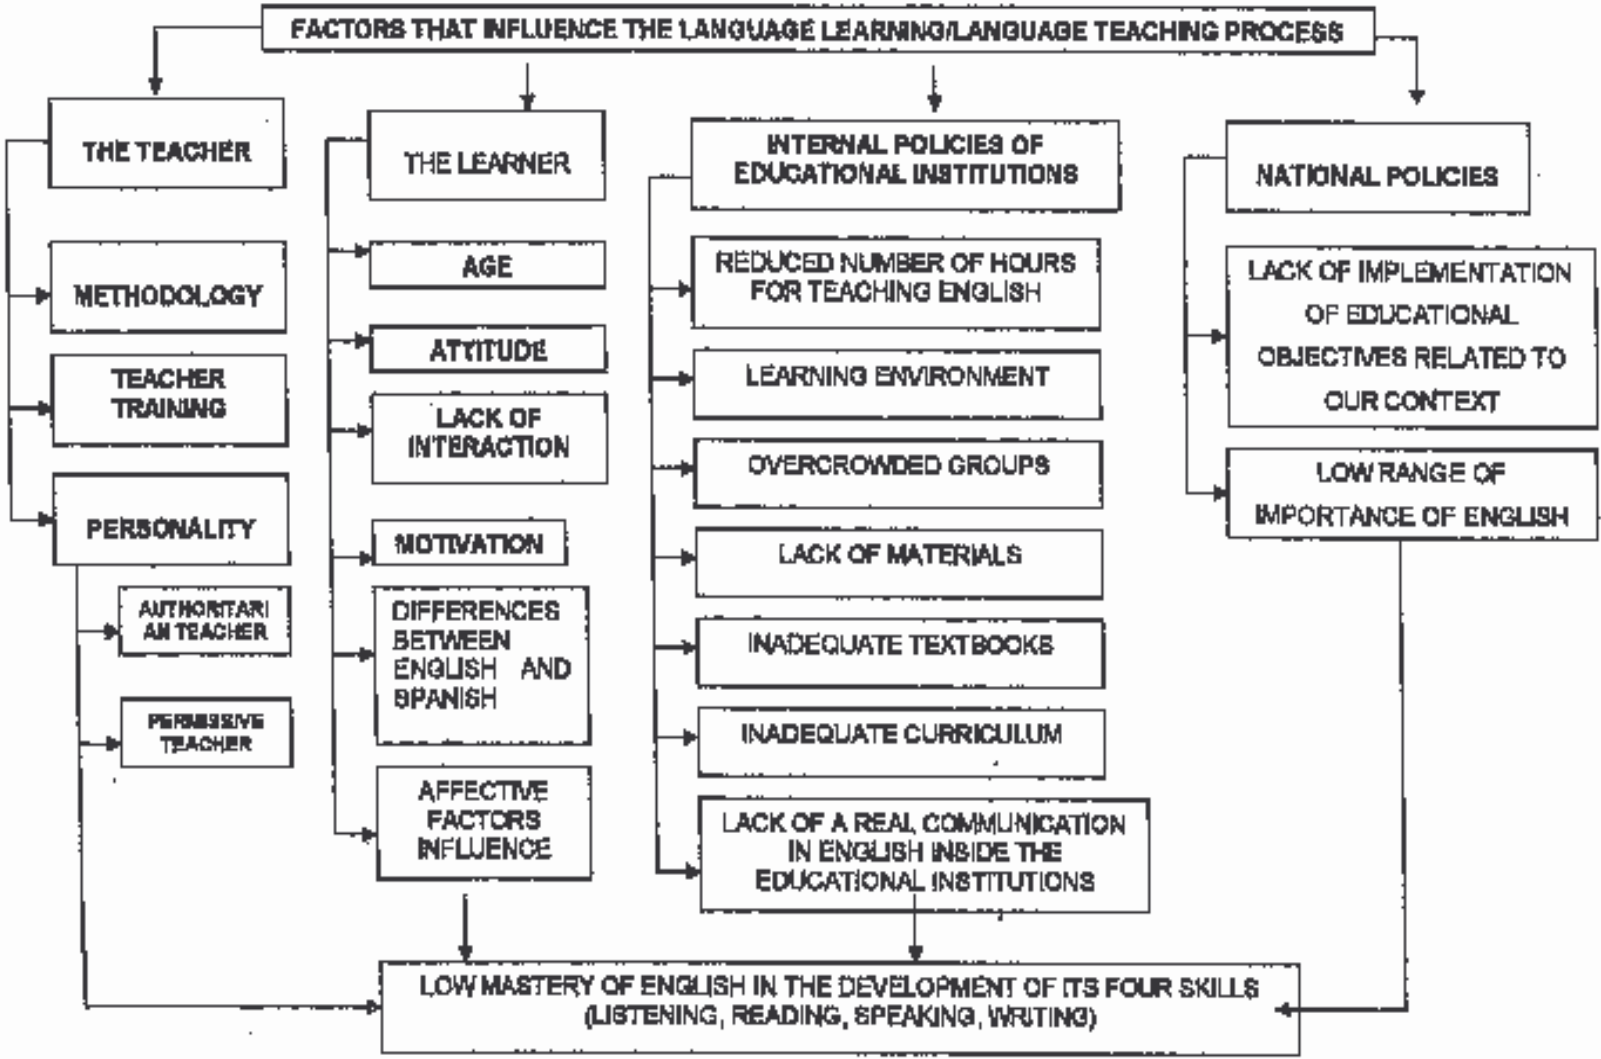 FACTORS THAT INFLUENCE THE LANGUAGE LEARNING/LANGUAGE TEACHING PROCESS
THE TEACHER
METHODOLOGY
TEACHER
TRAINING
PERSONALITY
AUTHORITARI
AN TEACHER
PERMISSIVE
TEACHER
THE LEARNER
AGE
ATTITUDE
LACK OF
INTERACTION
MOTIVATION
DIFFERENCES
BETWEEN
ENGLISH AND
SPANISH
AFFECTIVE
FACTORS
INFLUENCE
INTERNAL POLICIES OF
EDUCATIONAL INSTITUTIONS
REDUCED NUMBER OF HOURS
FOR TEACHING ENGLISH
LEARNING ENVIRONMENT
OVERCROWDED GROUPS
LACK OF MATERIALS
INADEQUATE TEXTBOOKS
INADEQUATE CURRICULUM
LACK OF A REAL COMMUNICATION
IN ENGLISH INSIDE THE
EDUCATIONAL INSTITUTIONS
NATIONAL POLICIES
LACK OF IMPLEMENTATION
OF EDUCATIONAL
OBJECTIVES RELATED TO
OUR CONTEXT
LOW RANGE OF
IMPORTANCE OF ENGLISH
LOW MASTERY OF ENGLISH IN THE DEVELOPMENT OF ITS FOUR SKILLS
(LISTENING, READING, SPEAKING, WRITING)